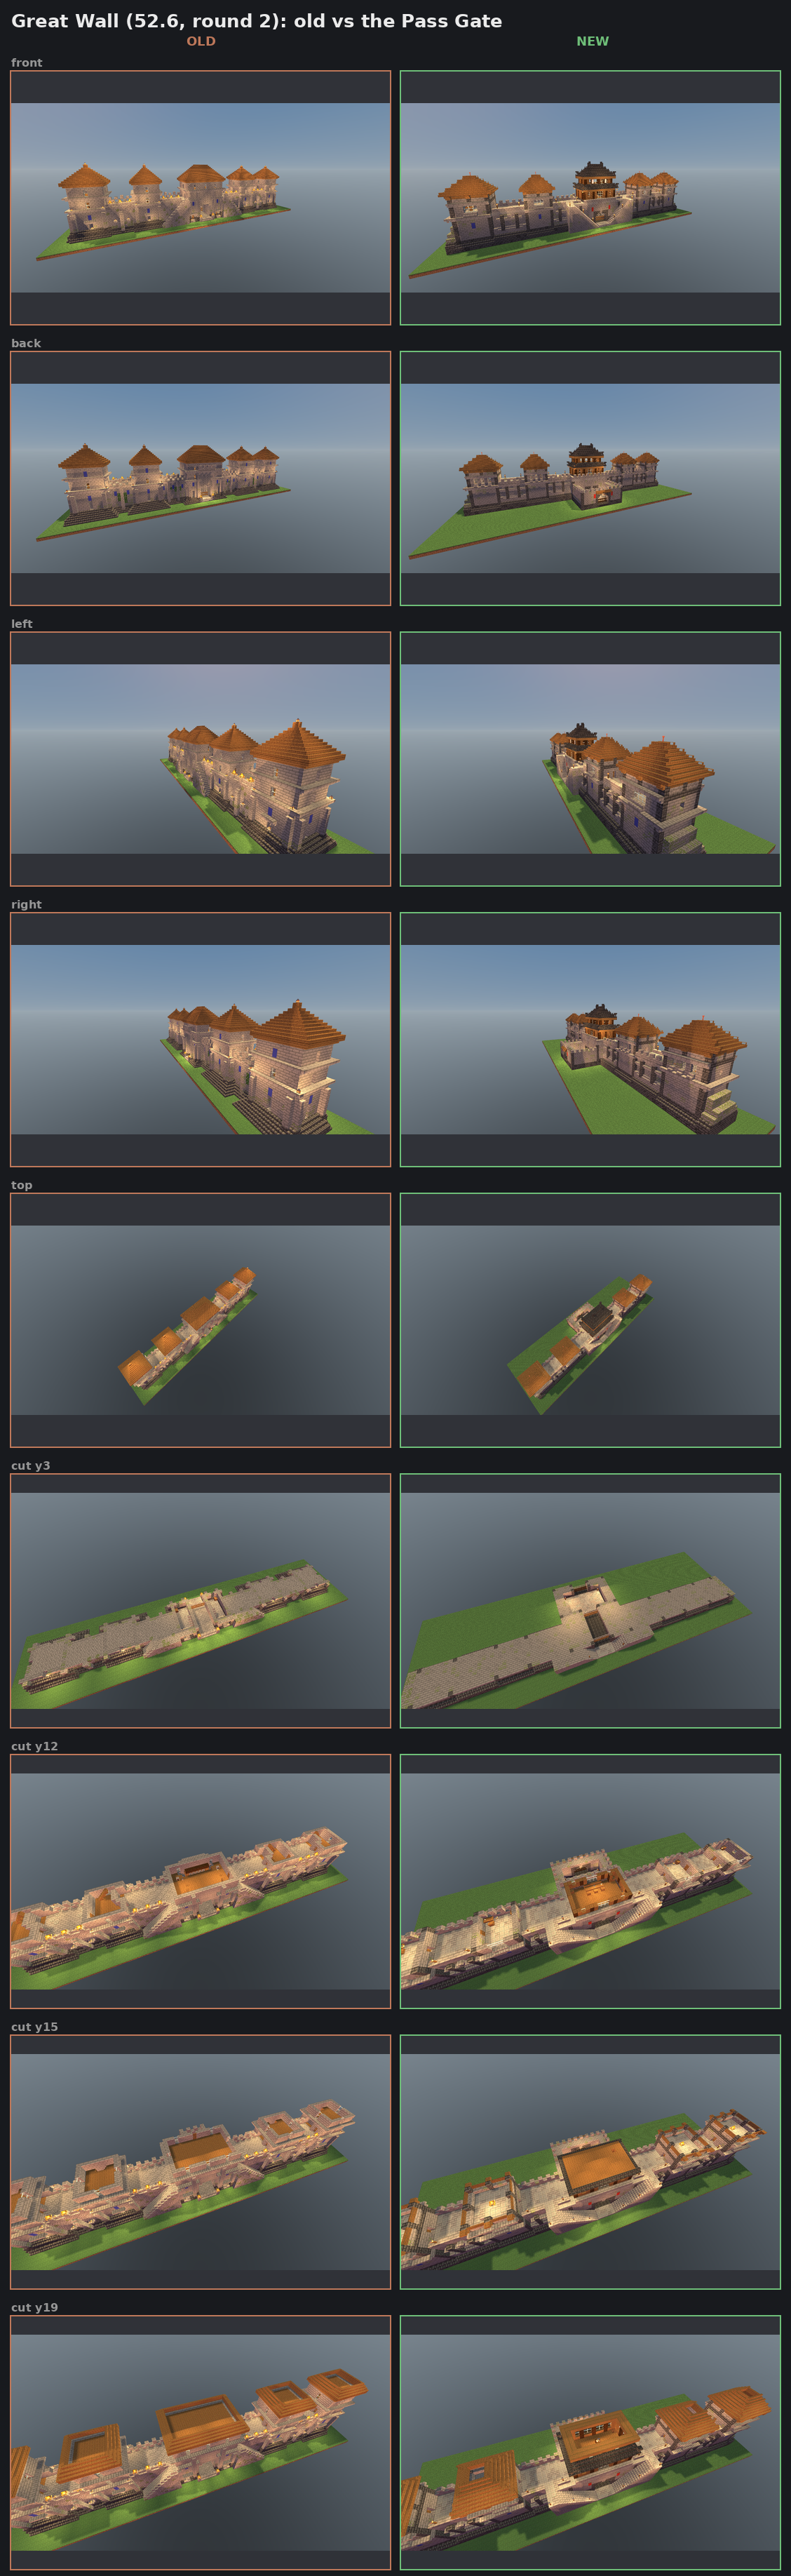 Great Wall (52.6, round 2): old vs the Pass Gate
OLD NEW
front
back
left
right
top
cut y3
cut y12
cut y15
cut y19